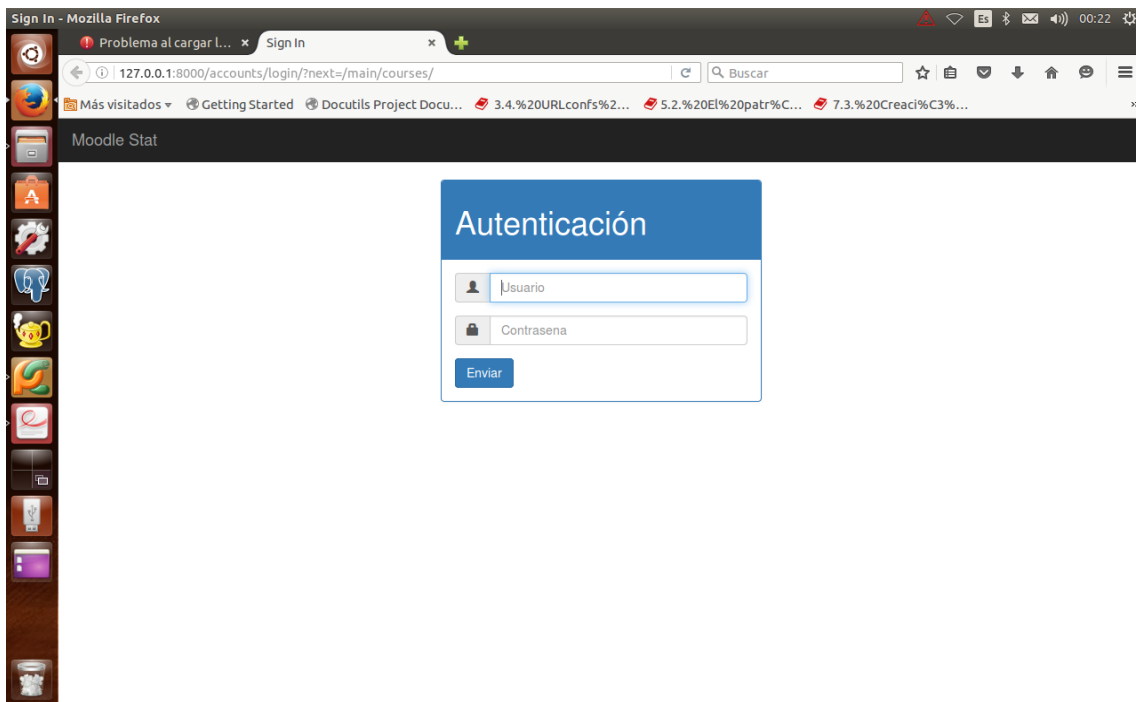 Sign In - Mozilla Firefox
Es
00:22
Problema al cargar l...
Sign In
127.0.0.1:8000/accounts/login/?next=/main/courses/
Buscar
Más visitados
Getting Started
Docutils Project Docu...
3.4.%20URLconfs%2...
5.2.%20El%20patr%C...
7.3.%20Creaci%C3%...
Moodle Stat
Autenticación
Usuario
Contrasena
Enviar